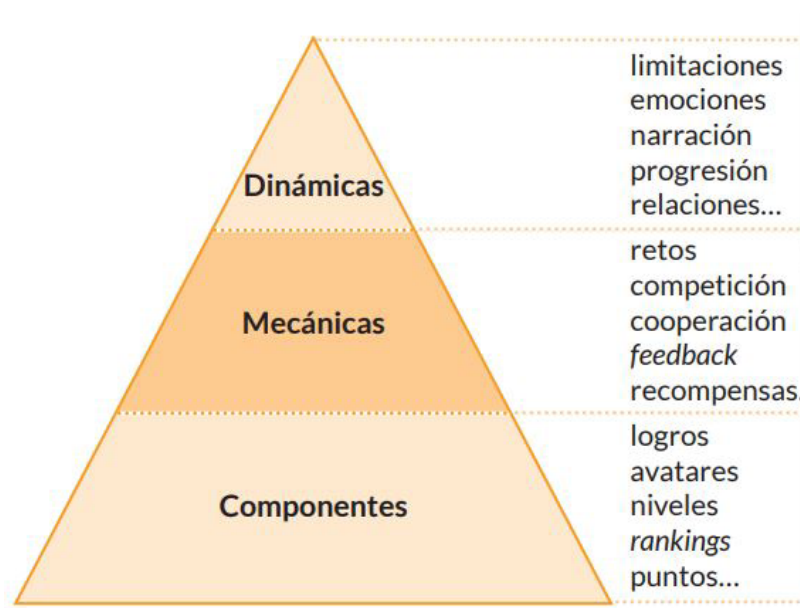 limitaciones
emociones
narración
progresión
relaciones...
Dinámicas
retos
competición
cooperación
feedback
recompensas.
Mecánicas
logros
avatares
niveles
rankings
puntos...
Componentes